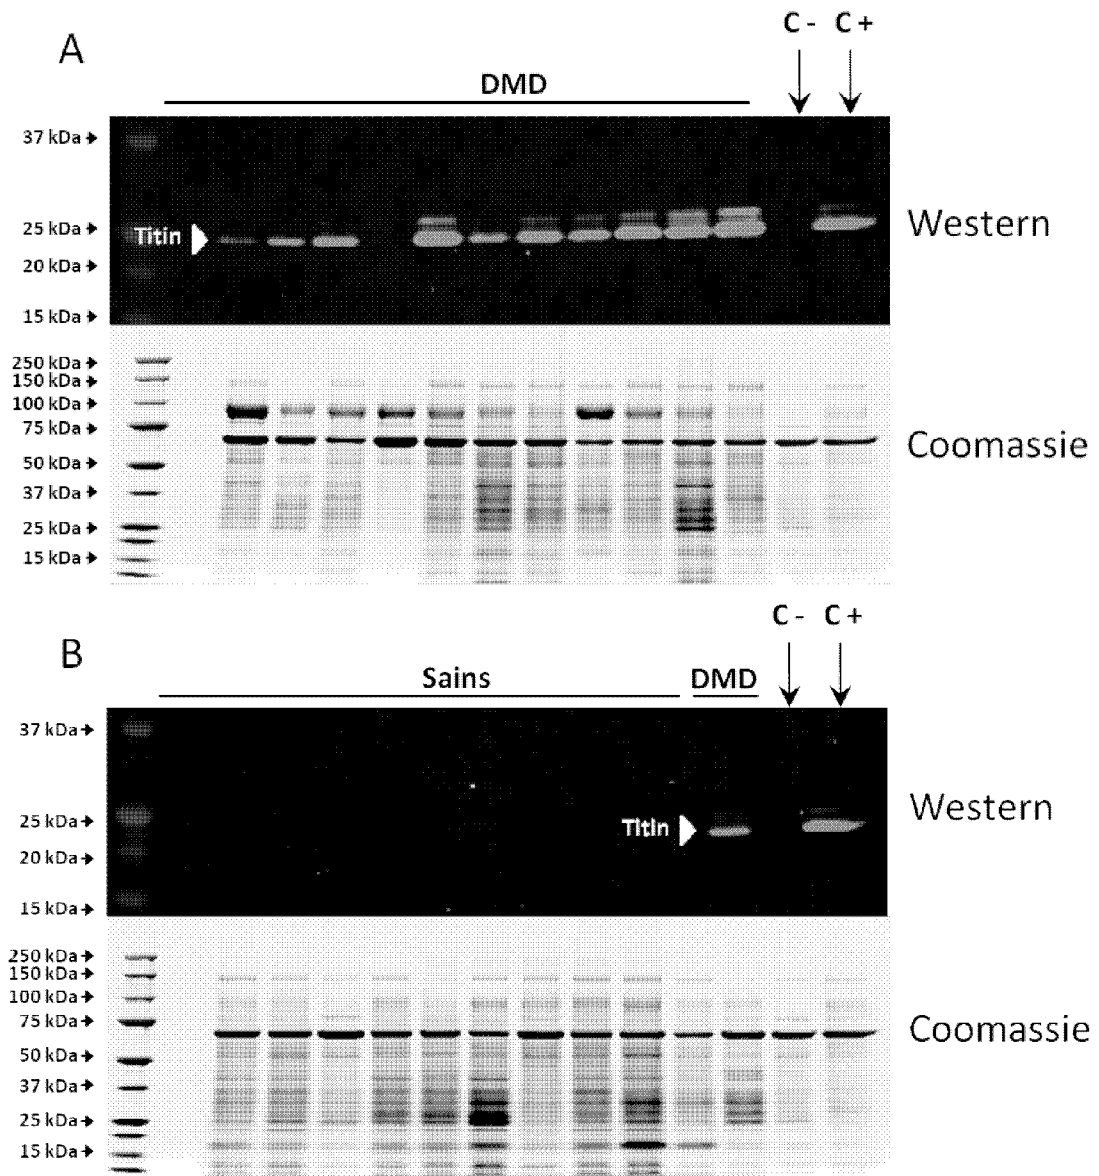 C - C +
A
DMD
37 kDa
25 kDa
Titin
Western
20 kDa
15 kDa
250 kDa
150 kDa
100 kDa
75 kDa
Coomassie
50 kDa
37 kDa
25 kDa
15 kDa
C - C +
B
Sains DMD
37 kDa
25 kDa
Titin
Western
20 kDa
15 kDa
250 kDa
150 kDa
100 kDa
75 kDa
Coomassie
50 kDa
37 kDa
25 kDa
15 kDa